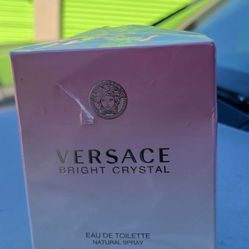 VERSACE
BRIGHT CRYSTAL
EAU DE TOILETTE
NATURAL SPRAY